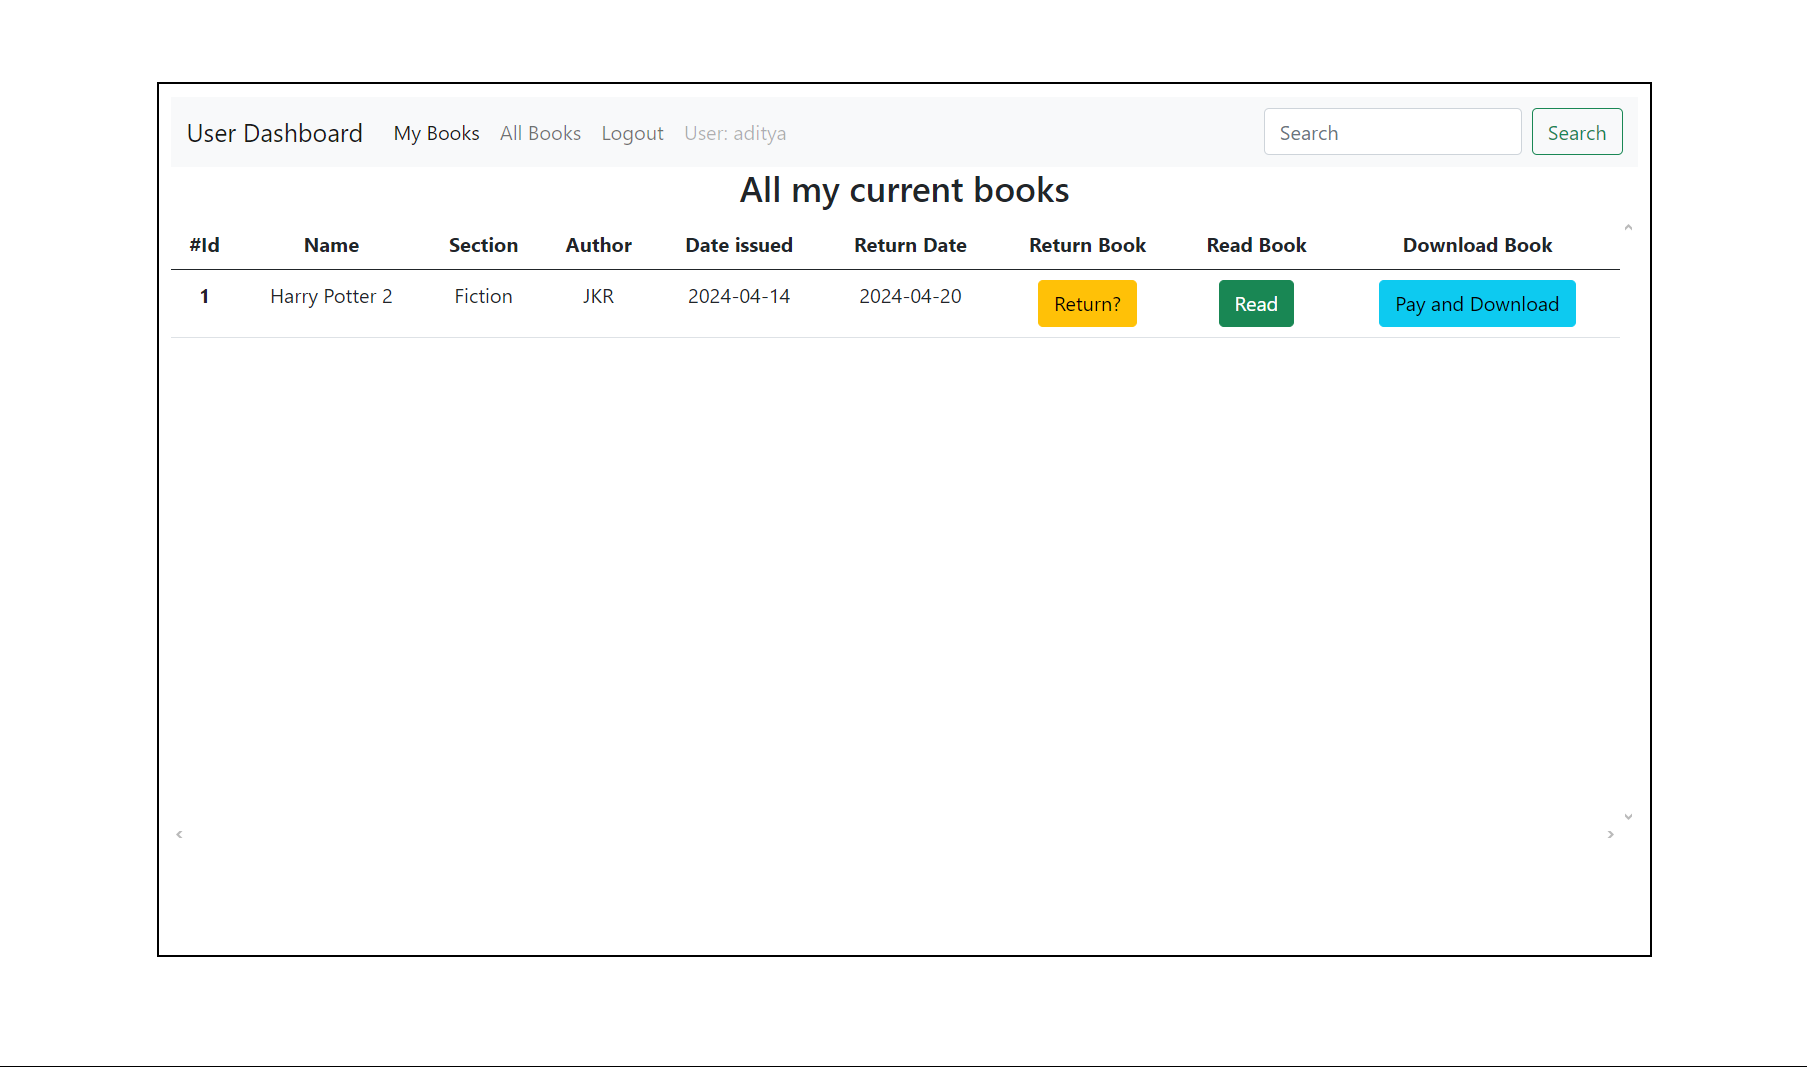 User Dashboard My Books All Books Logout User: aditya Search Search
All my current books
#Id Name Section Author Date issued Return Date Return Book Read Book Download Book
1 Harry Potter 2 Fiction JKR 2024-04-14 2024-04-20 Return? Read Pay and Download